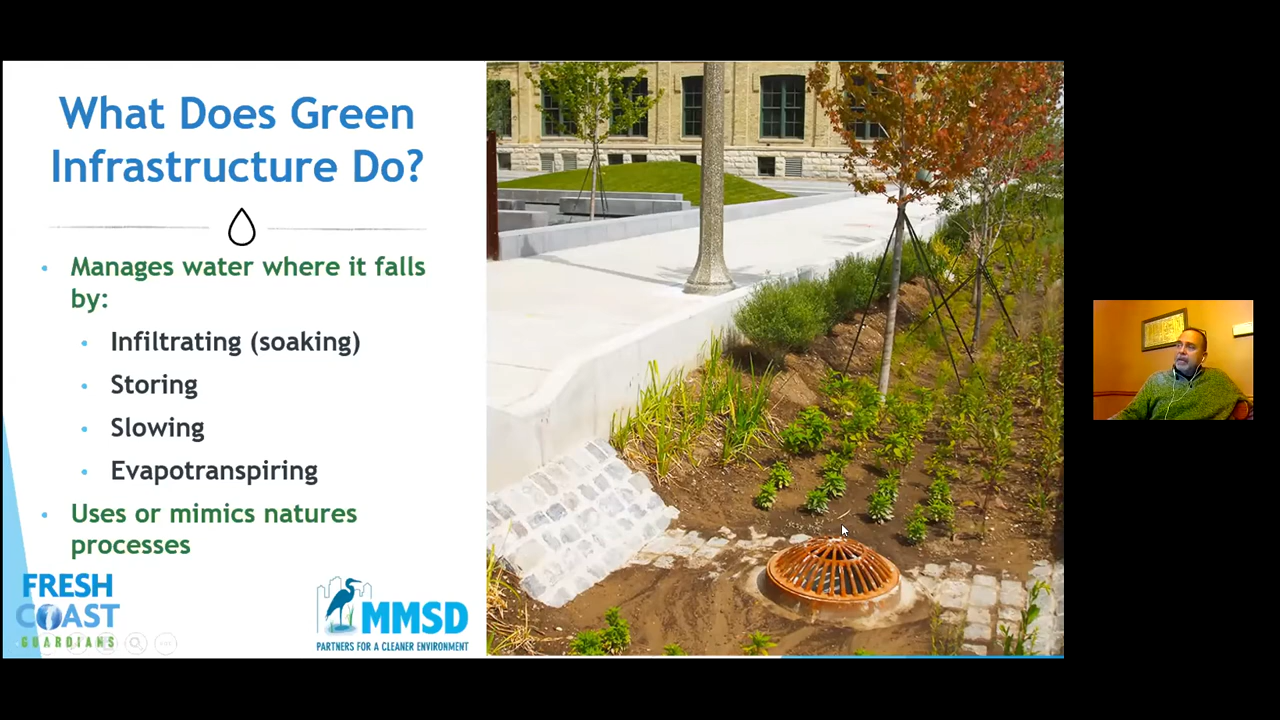 What Does Green
Infrastructure Do?
• Manages water where it falls
by:
• Infiltrating (soaking)
• Storing
• Slowing
• Evapotranspiring
• Uses or mimics natures
processes
FRESH
COAST
GUARDIANS
MMSD
PARTNERS FOR A CLEANER ENVIRONMENT